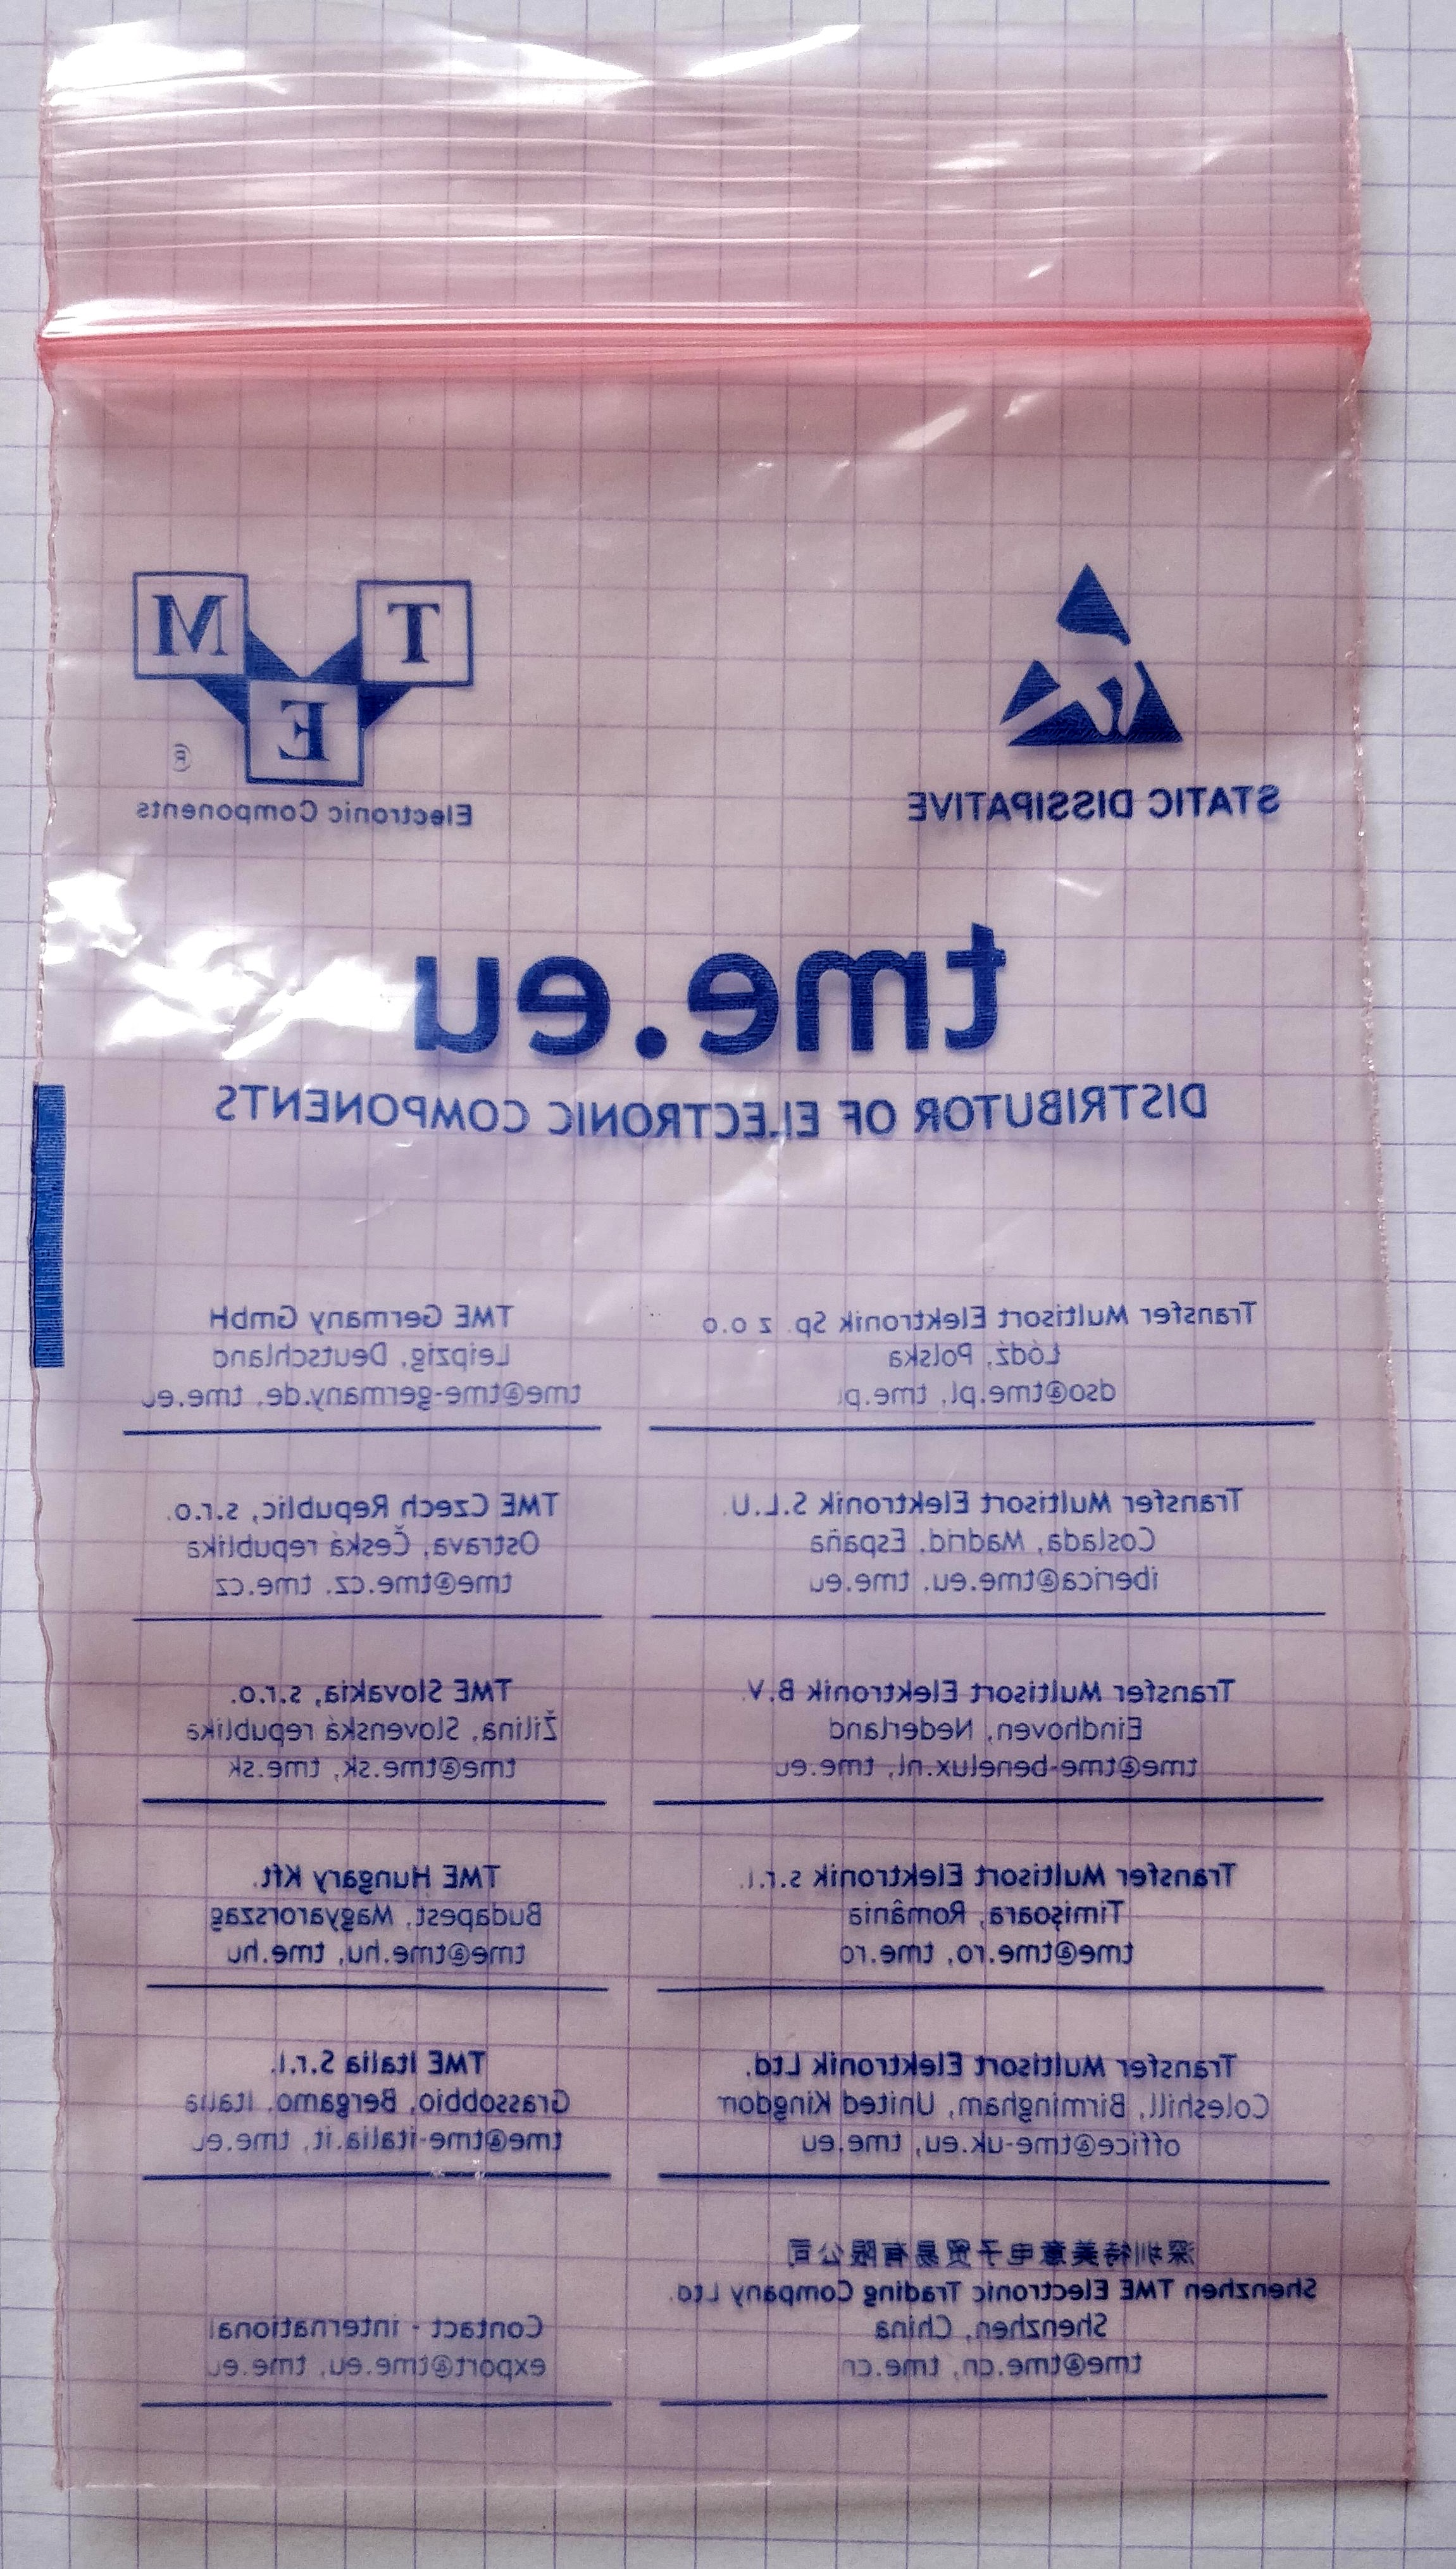 STATIC DISSIPATIVE
T M
E
®
Electronic Components
tme.eu
DISTRIBUTOR OF ELECTRONIC COMPONENTS
Transfer Multisort Elektronik Sp. z o.o
Łódź, Polska
dso@tme.pl, tme.pl
Transfer Multisort Elektronik S.L.U.
Coslada, Madrid, España
iberica@tme.eu, tme.eu
Transfer Multisort Elektronik B.V.
Eindhoven, Nederland
tme@tme-benelux.nl, tme.eu
Transfer Multisort Elektronik s.r.l.
Timișoara, România
tme@tme.ro, tme.ro
Transfer Multisort Elektronik Ltd.
Coleshill, Birmingham, United Kingdom
office@tme-uk.eu, tme.eu
深圳特美意电子贸易有限公司
Shenzhen TME Electronic Trading Company Ltd.
Shenzhen, China
tme@tme.cn, tme.cn
TME Germany GmbH
Leipzig, Deutschland
tme@tme-germany.de, tme.eu
TME Czech Republic, s.r.o.
Ostrava, Česká republika
tme@tme.cz, tme.cz
TME Slovakia, s.r.o.
Žilina, Slovenská republika
tme@tme.sk, tme.sk
TME Hungary Kft.
Budapest, Magyarország
tme@tme.hu, tme.hu
TME Italia S.r.l.
Grassobbio, Bergamo, Italia
tme@tme-italia.it, tme.eu
Contact - international
export@tme.eu, tme.eu